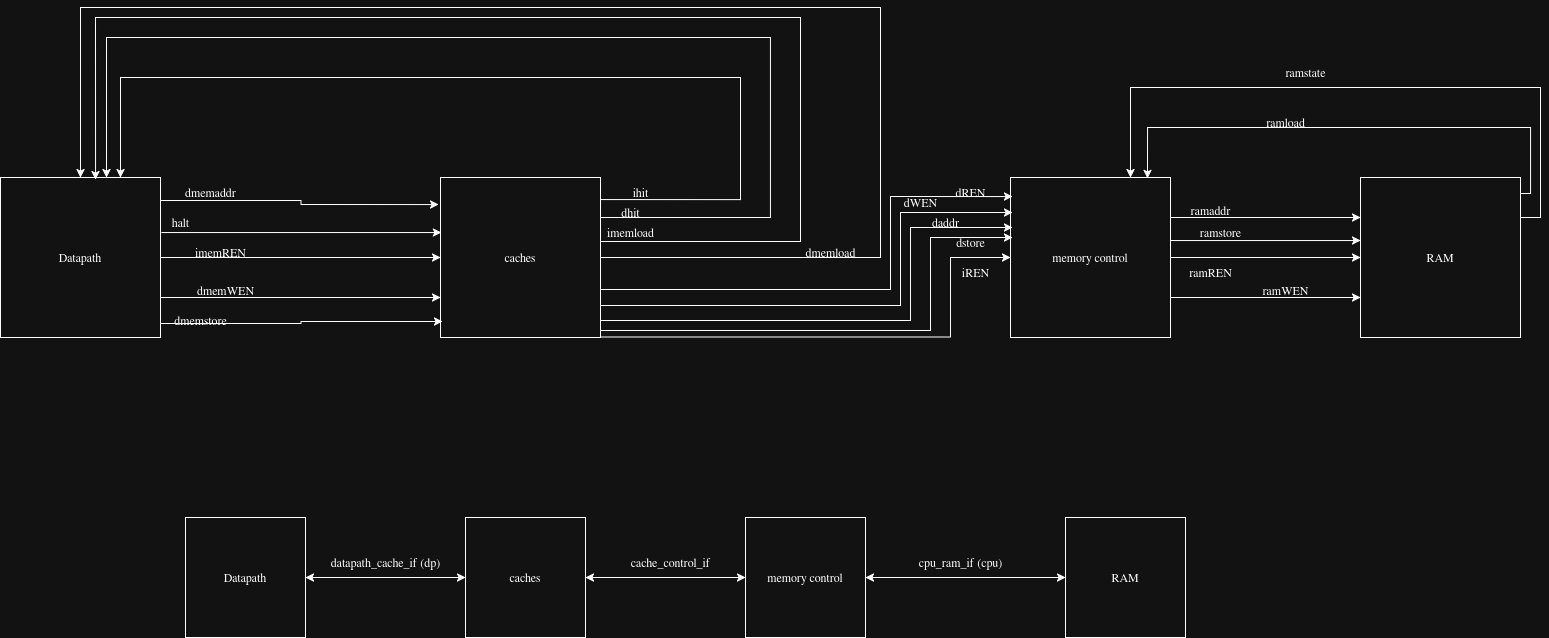 ramstate
ramload
dmemaddr
ihit
dREN
dWEN
ramaddr
dhit
halt
daddr
imemload
ramstore
dstore
imemREN
dmemload
Datapath
caches
memory control
RAM
iREN
ramREN
dmemWEN
ramWEN
dmemstore
datapath_cache_if (dp)
cache_control_if
cpu_ram_if (cpu)
Datapath
caches
memory control
RAM